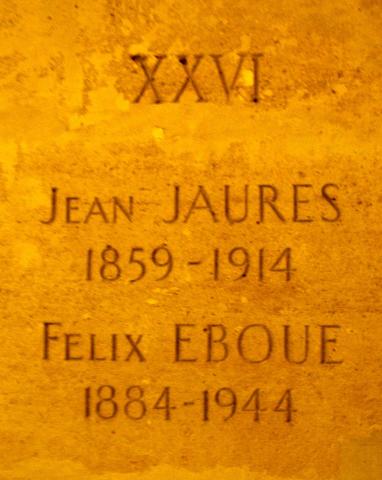 XXVI
JEAN JAURES
1859-1914
FELIX EBOUE
1884-1944